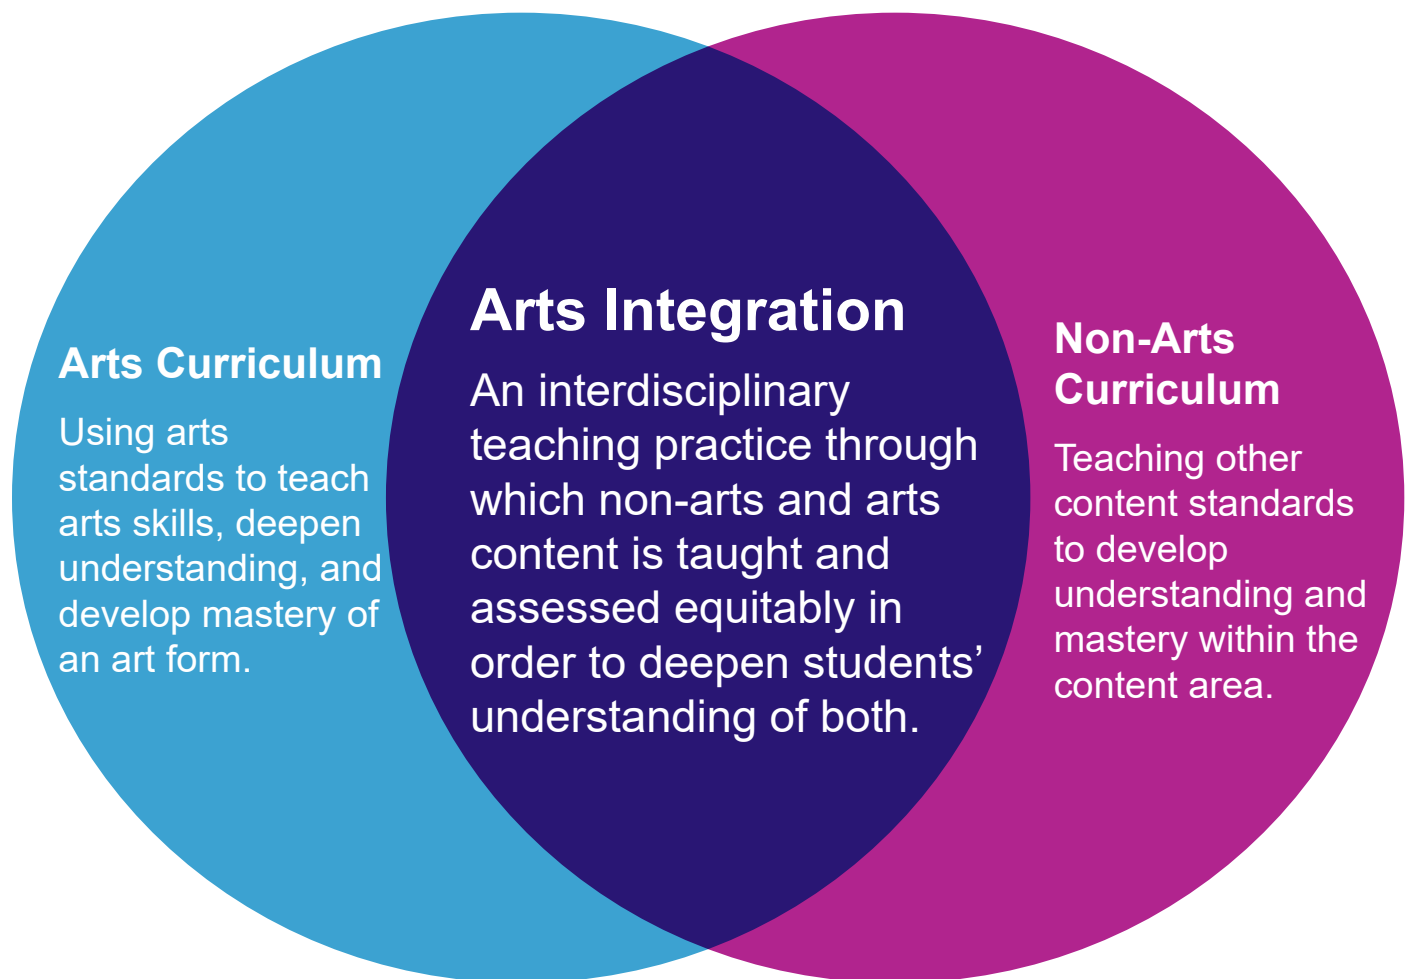 Arts Curriculum
Using arts
standards to teach
arts skills, deepen
understanding, and
develop mastery of
an art form.
Arts Integration
An interdisciplinary
teaching practice through
which non-arts and arts
content is taught and
assessed equitably in
order to deepen students’
understanding of both.
Non-Arts
Curriculum
Teaching other
content standards
to develop
understanding and
mastery within the
content area.